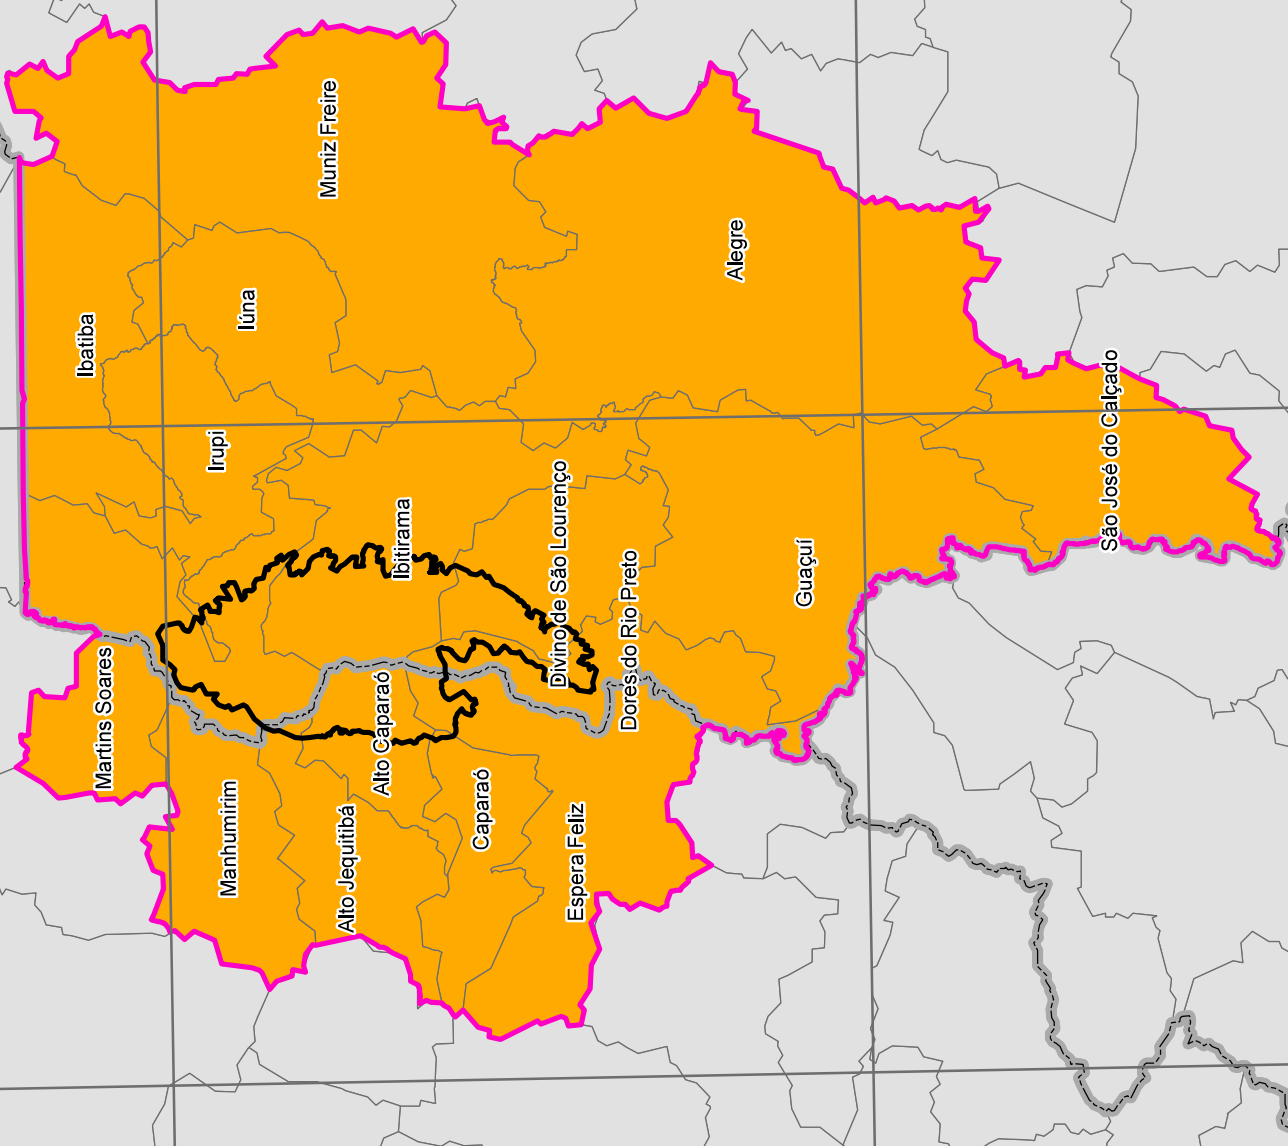 Ibatiba
Muniz Freire
Iúna
Irupi
Alegre
São José do Calçado
Ibitirama
Divino de São Lourenço
Dores do Rio Preto
Guaçuí
Martins Soares
Alto Caparaó
Manhumirim
Alto Jequitibá
Caparaó
Espera Feliz